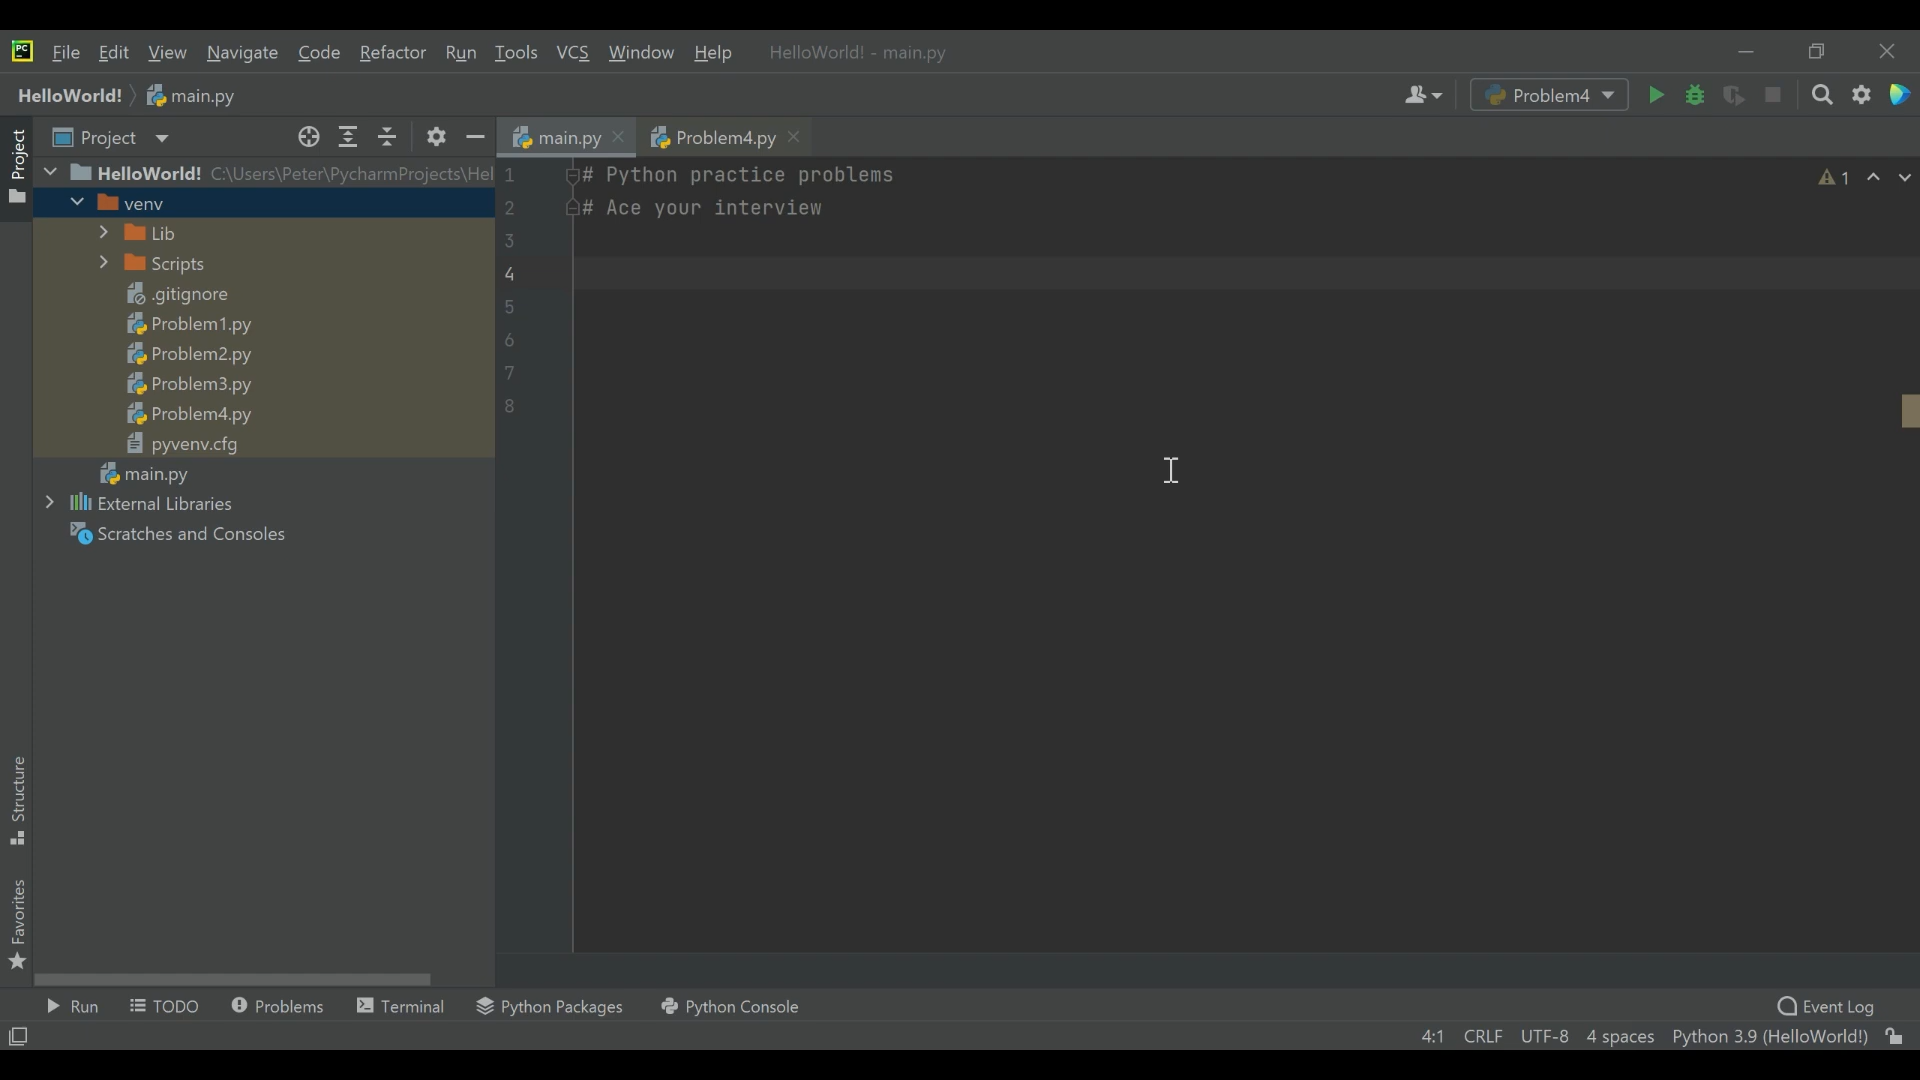 PC File Edit View Navigate Code Refactor Run Tools VCS Window Help HelloWorld! - main.py
HelloWorld! main.py Problem4
Project Project main.py Problem4.py
HelloWorld! C:\Users\Peter\PycharmProjects\Hel
venv
Lib
Scripts
.gitignore
Problem1.py
Problem2.py
Problem3.py
Problem4.py
pyvenv.cfg
main.py
External Libraries
Scratches and Consoles
1 # Python practice problems 1
2 # Ace your interview
3
4
5
6
7
8
Structure
Favorites
Run TODO Problems Terminal Python Packages Python Console Event Log
4:1 CRLF UTF-8 4 spaces Python 3.9 (HelloWorld!)